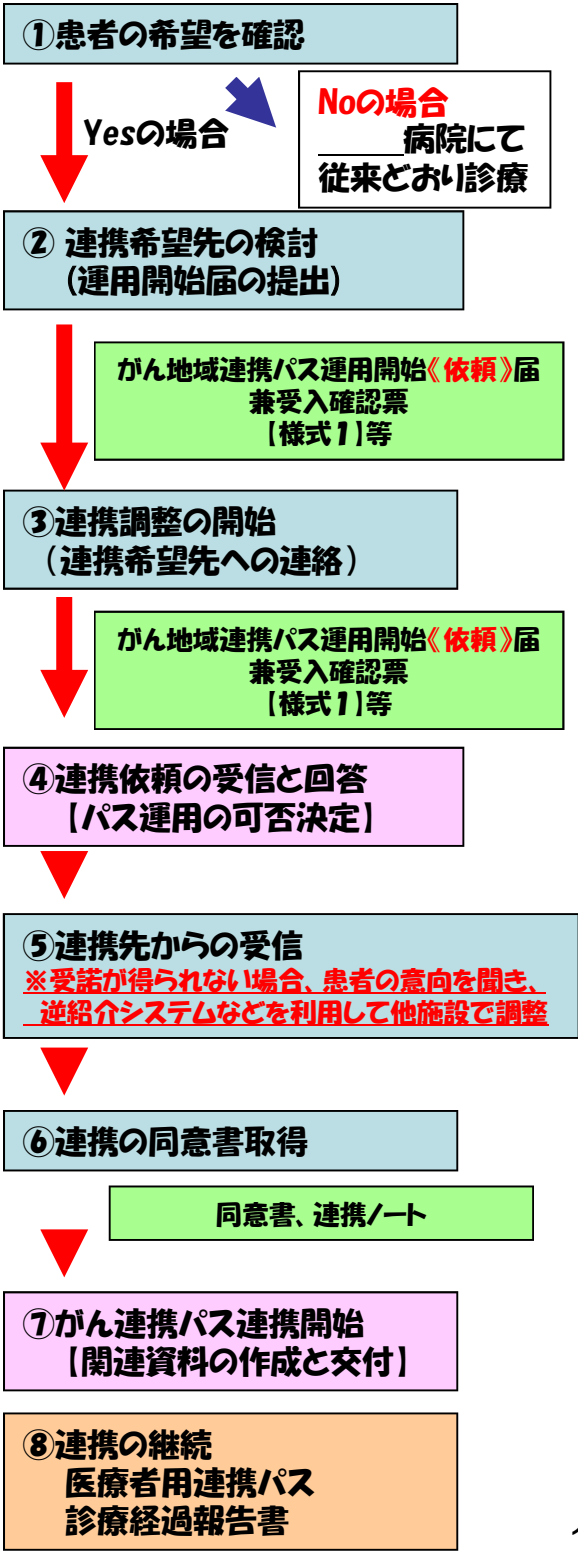 ①患者の希望を確認
Yesの場合
Noの場合
______病院にて
従来どおり診療
② 連携希望先の検討
(運用開始届の提出)
がん地域連携パス運用開始《依頼》届
兼受入確認票
【様式1】等
③連携調整の開始
（連携希望先への連絡）
がん地域連携パス運用開始《依頼》届
兼受入確認票
【様式1】等
④連携依頼の受信と回答
【パス運用の可否決定】
⑤連携先からの受信
※受諾が得られない場合、患者の意向を聞き、
逆紹介システムなどを利用して他施設で調整
⑥連携の同意書取得
同意書、連携ノート
⑦がん連携パス連携開始
【関連資料の作成と交付】
⑧連携の継続
医療者用連携パス
診療経過報告書